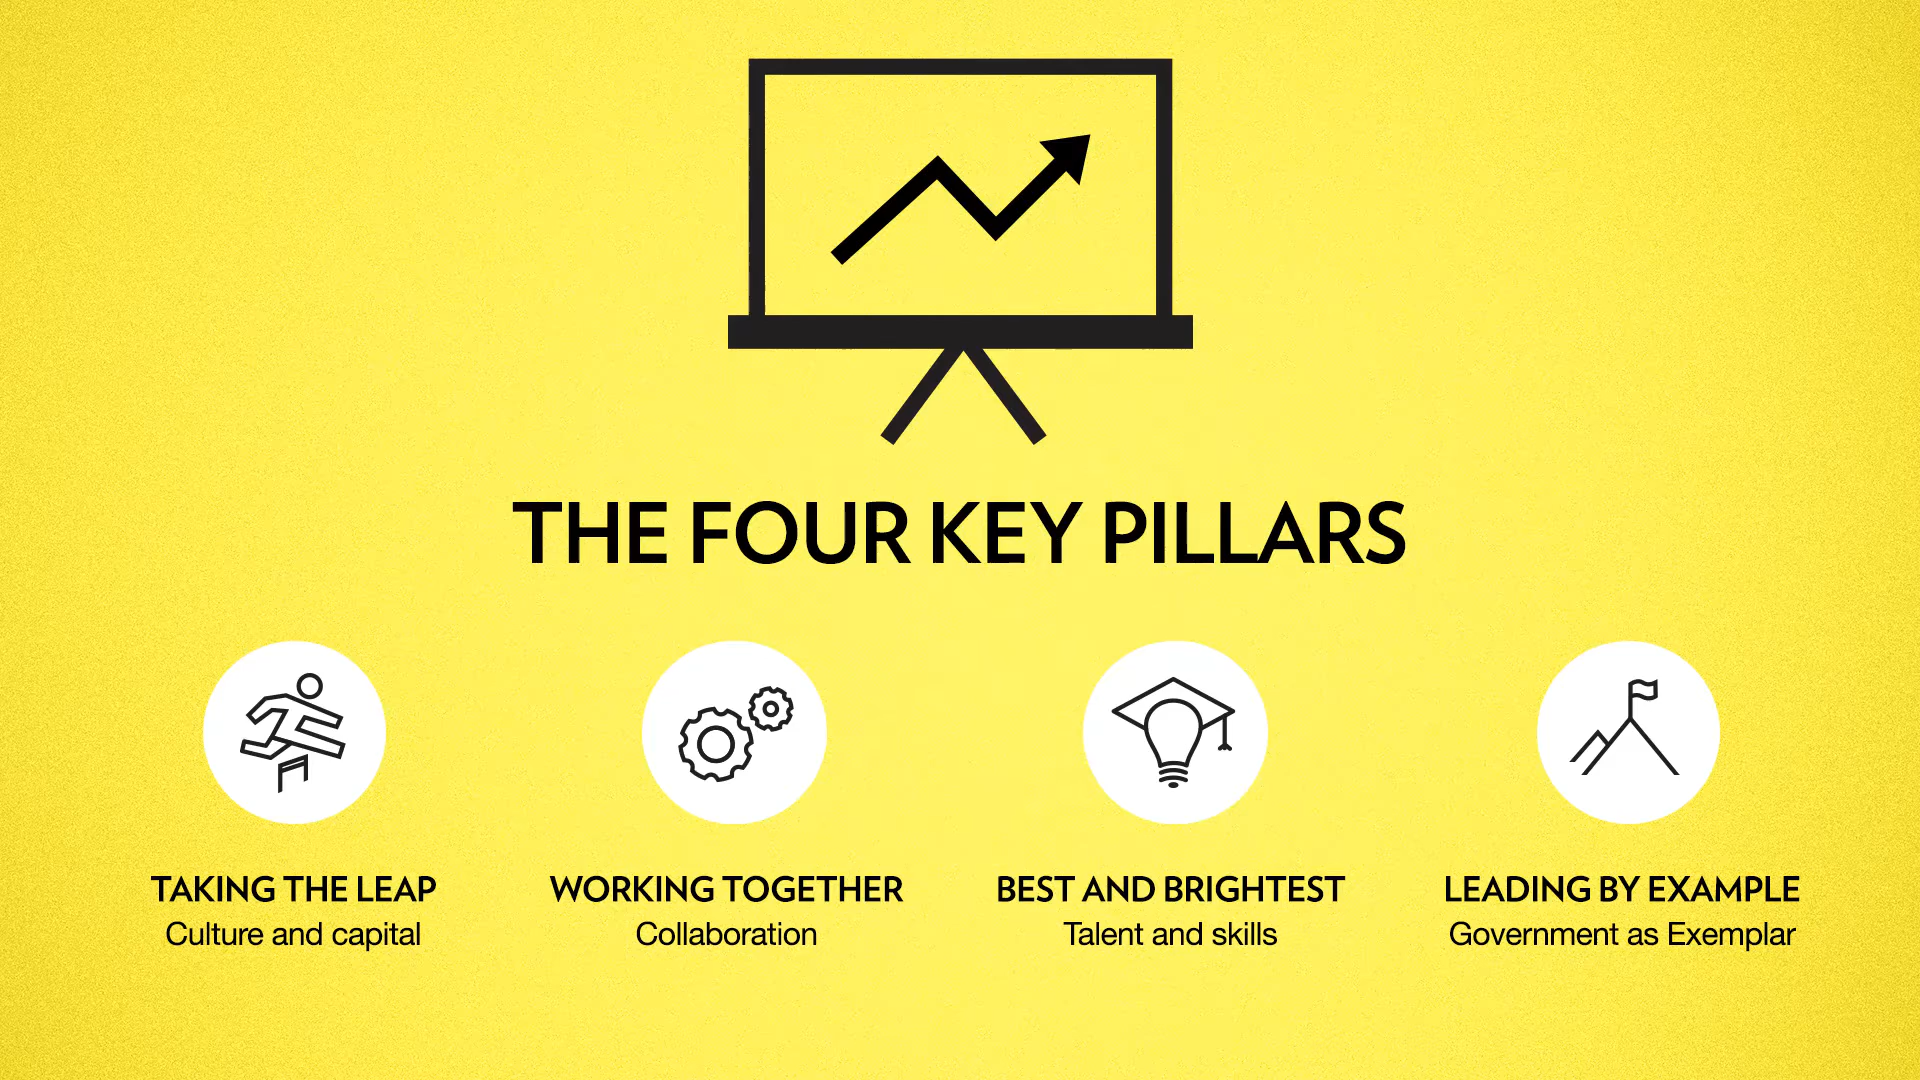 THE FOUR KEY PILLARS
TAKING THE LEAP
Culture and capital
WORKING TOGETHER
Collaboration
BEST AND BRIGHTEST
Talent and skills
LEADING BY EXAMPLE
Government as Exemplar